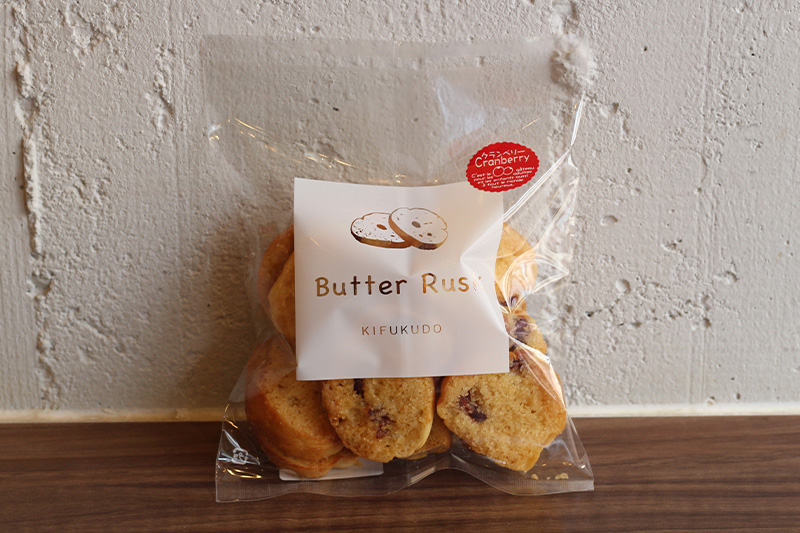 クランベリー
Cranberry
Butter Rusk
KIFUKUDO